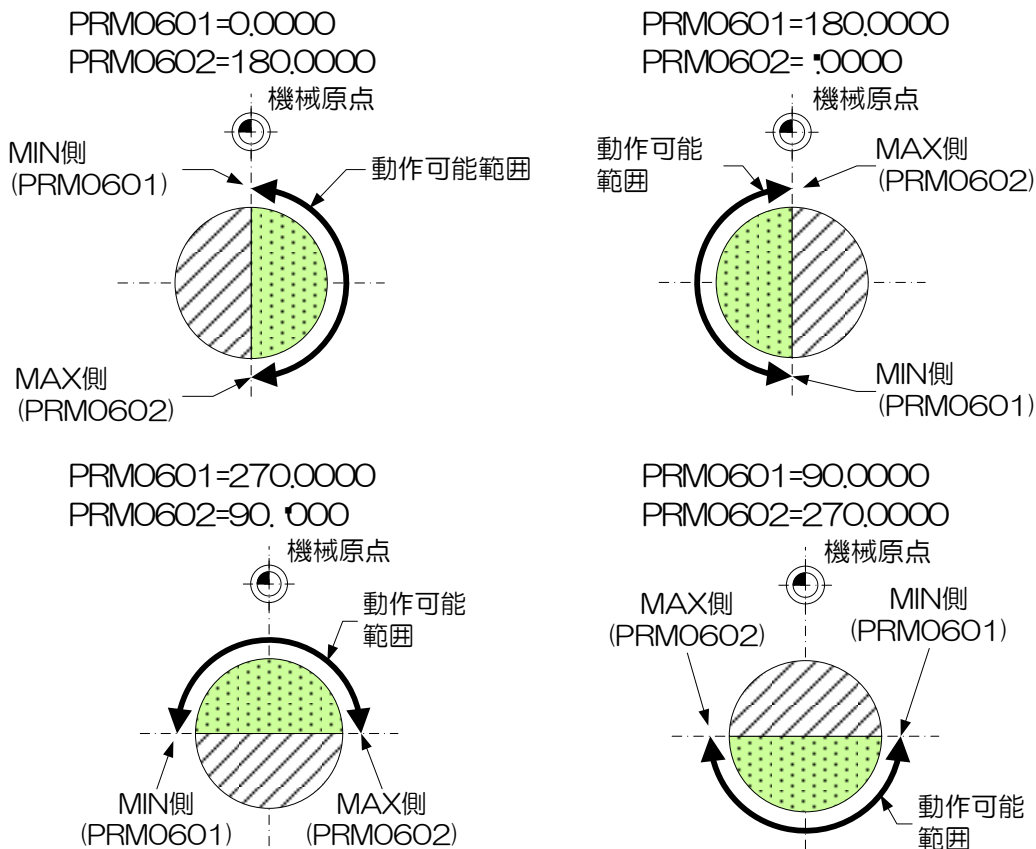 PRM0601=0.0000
PRM0602=180.0000
機械原点
MIN側
(PRM0601)
動作可能範囲
MAX側
(PRM0602)
PRM0601=180.0000
PRM0602=
機械原点
動作可能
範囲
MAX側
(PRM0602)
MIN側
(PRM0601)
PRM0601=270.0000
PRM0602=90.
機械原点
動作可能
範囲
MIN側
(PRM0601)
MAX側
(PRM0602)
PRM0601=90.0000
PRM0602=270.0000
機械原点
MAX側
(PRM0602)
MIN側
(PRM0601)
動作可能
範囲